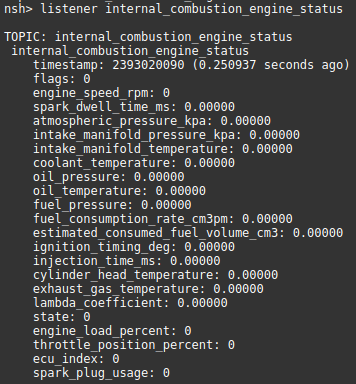 nsh> listener internal_combustion_engine_status
TOPIC: internal_combustion_engine_status
internal_combustion_engine_status
timestamp: 2393020090 (0.250937 seconds ago)
flags: 0
engine_speed_rpm: 0
spark_dwell_time_ms: 0.00000
atmospheric_pressure_kpa: 0.00000
intake_manifold_pressure_kpa: 0.00000
intake_manifold_temperature: 0.00000
coolant_temperature: 0.00000
oil_pressure: 0.00000
oil_temperature: 0.00000
fuel_pressure: 0.00000
fuel_consumption_rate_cm3pm: 0.00000
estimated_consumed_fuel_volume_cm3: 0.00000
ignition_timing_deg: 0.00000
injection_time_ms: 0.00000
cylinder_head_temperature: 0.00000
exhaust_gas_temperature: 0.00000
lambda_coefficient: 0.00000
state: 0
engine_load_percent: 0
throttle_position_percent: 0
ecu_index: 0
spark_plug_usage: 0